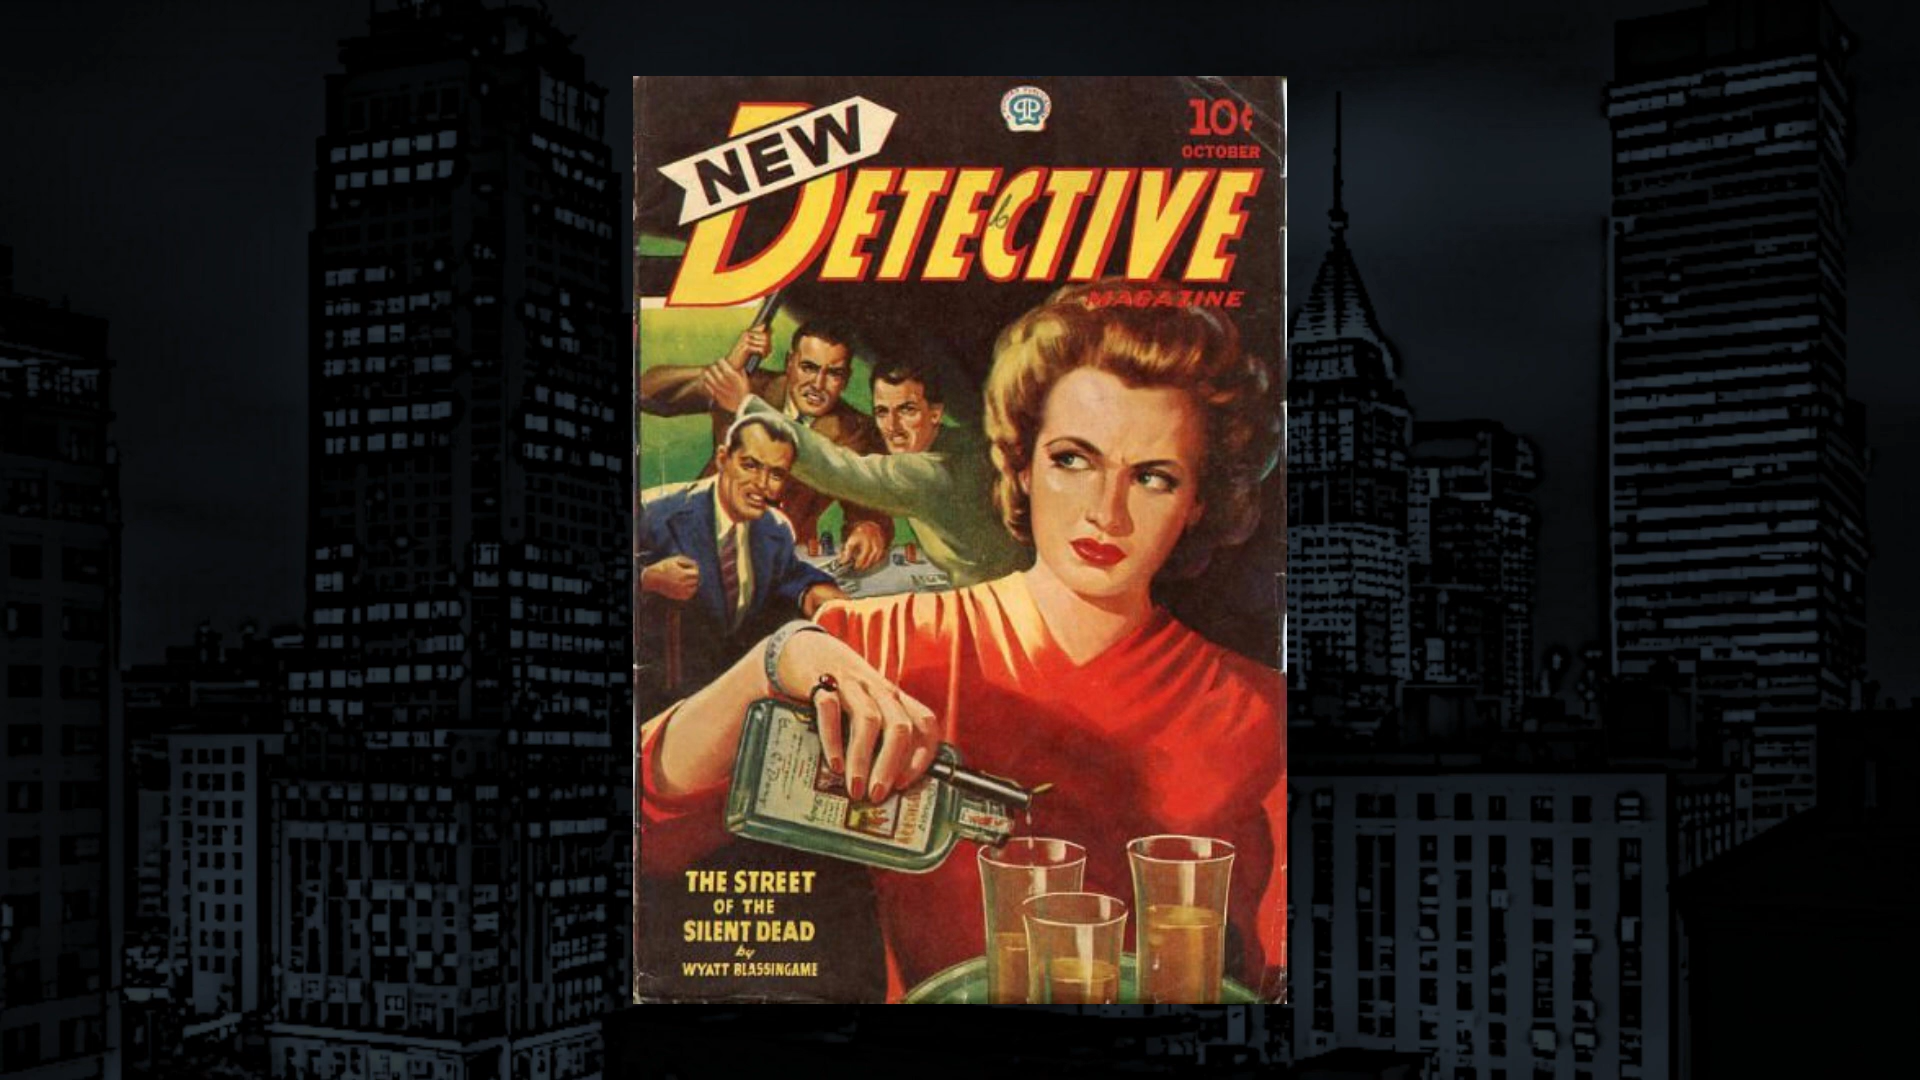 NEW
10¢
OCTOBER
DETECTIVE
MAGAZINE
THE STREET
OF THE
SILENT DEAD
by
WYATT BLASSINGAME